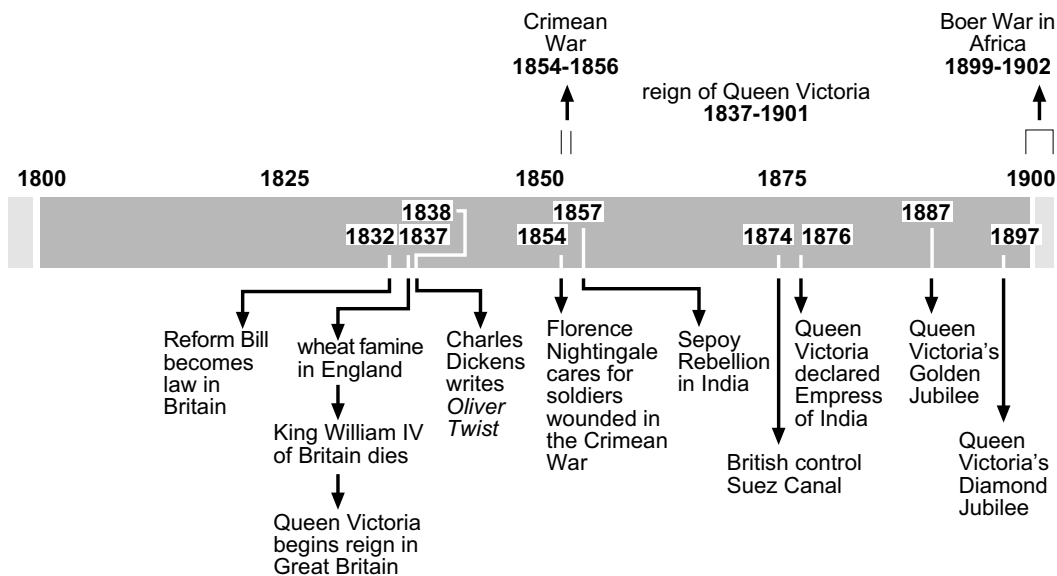 Crimean
War
1854-1856
reign of Queen Victoria
1837-1901
Boer War in
Africa
1899-1902
1800
1825
1850
1875
1900
1838
1857
1887
1832
1837
1854
1874
1876
1897
Reform Bill
becomes
law in
Britain
wheat famine
in England
King William IV
of Britain dies
Queen Victoria
begins reign in
Great Britain
Charles
Dickens
writes
Oliver
Twist
Florence
Nightingale
cares for
soldiers
wounded in
the Crimean
War
Sepoy
Rebellion
in India
British control
Suez Canal
Queen
Victoria
declared
Empress
of India
Queen
Victoria's
Golden
Jubilee
Queen
Victoria's
Diamond
Jubilee